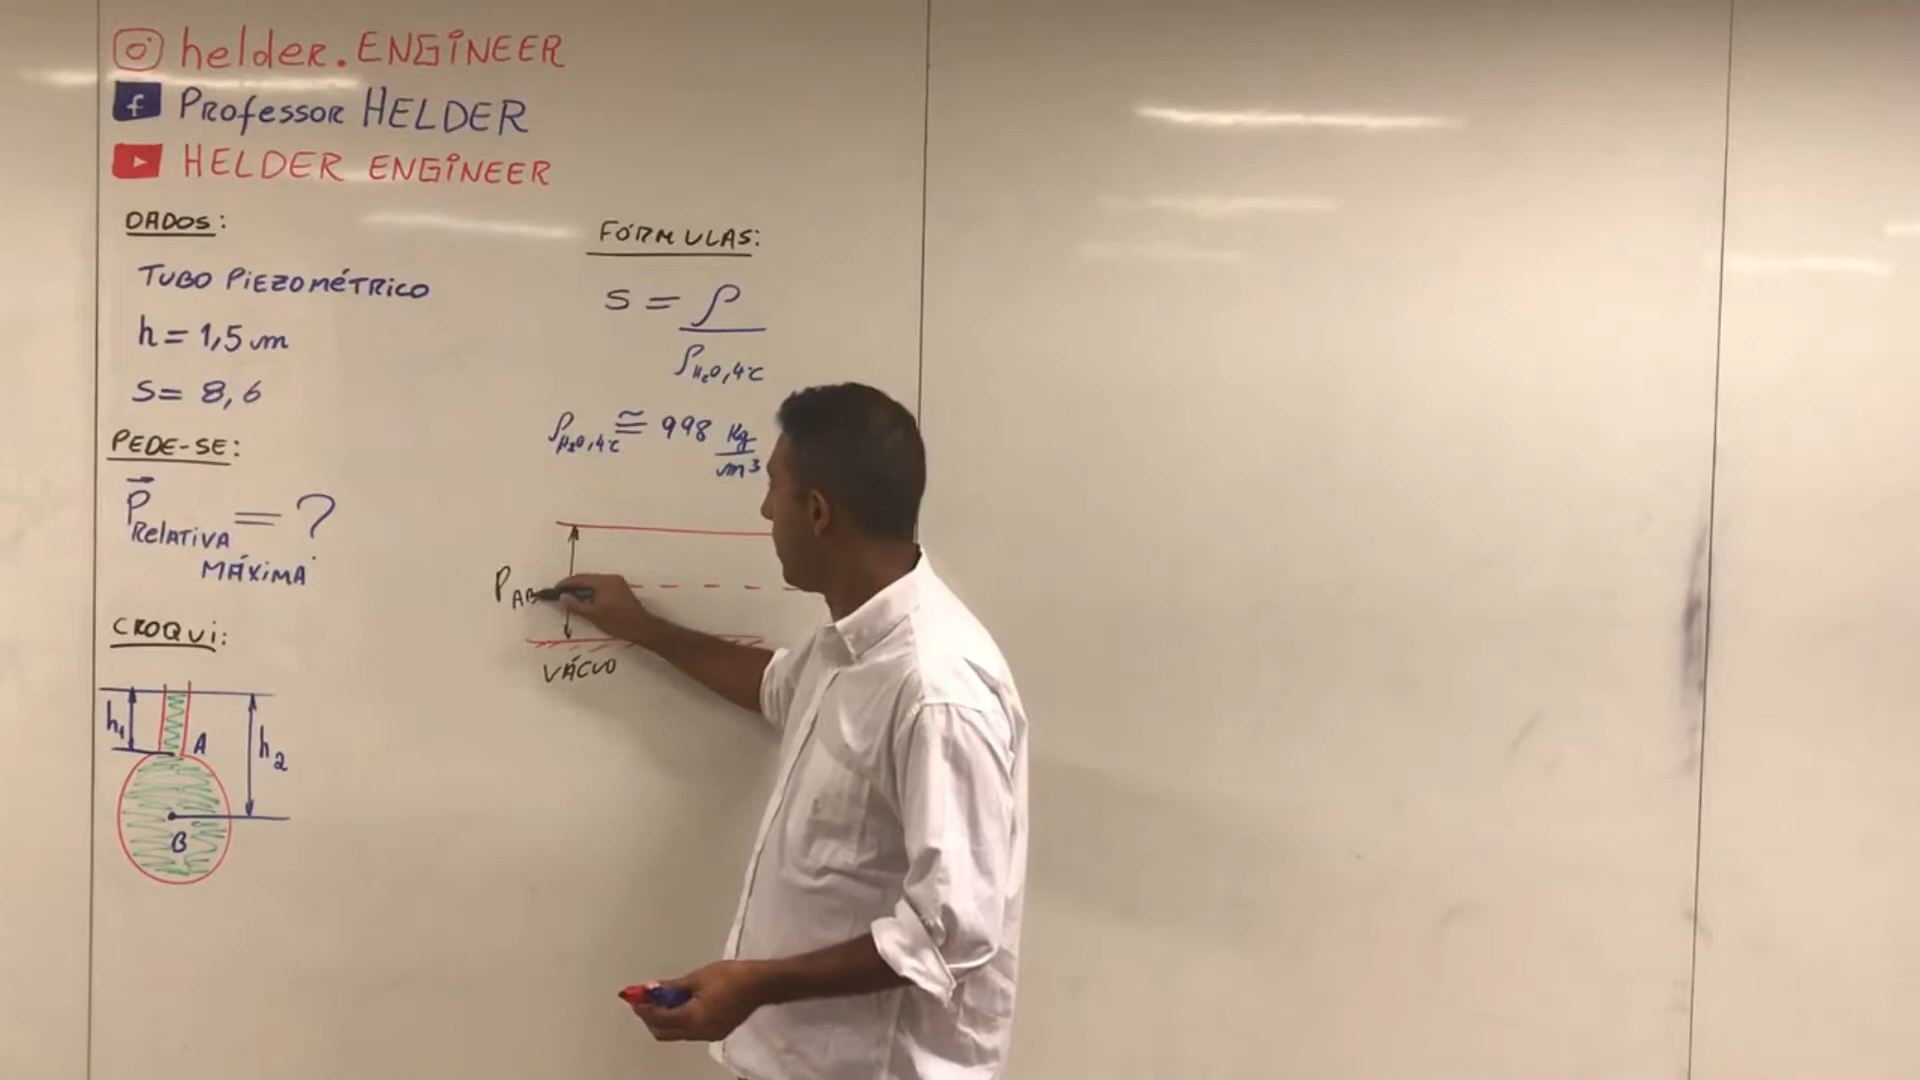 helder.ENGINEER
f Professor HELDER
HELDER ENGINEER
DADOS:
TUBO PIEZOMÉTRICO
h = 1,5 m
S = 8,6
PEDE-SE:
P RELATIVA MÁXIMA = ?
CROQUI:
h1
A
h2
B
FÓRMULAS:
S = ρ
ρH2O,4°C
ρH2O,4°C ≅ 998 Kg
m³
PAB
VÁCUO